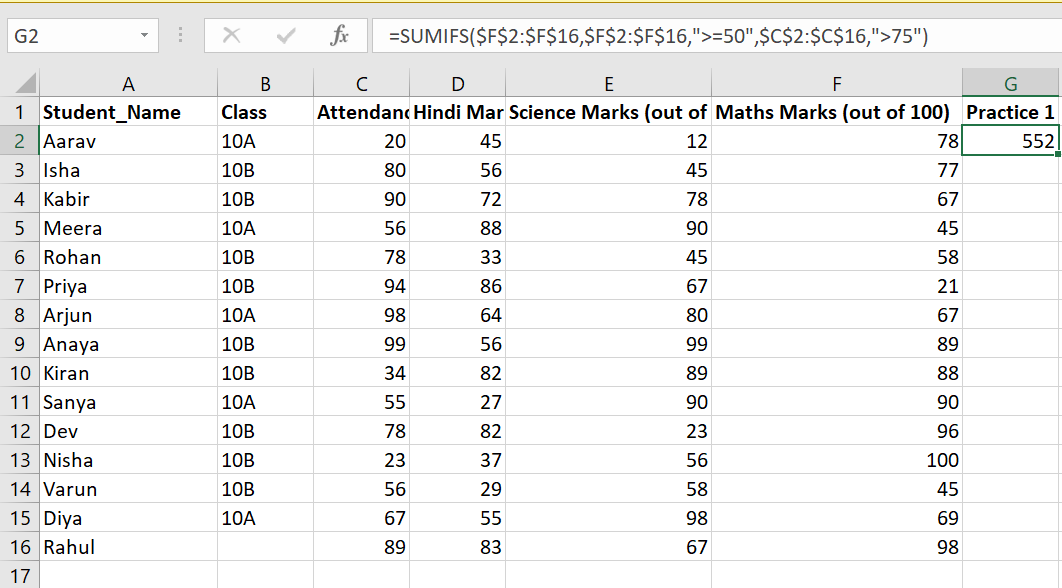 G2 fx =SUMIFS($F$2:$F$16,$F$2:$F$16,">=50",$C$2:$C$16,">75")
A B C D E F G
1 Student_Name Class Attendanc Hindi Mar Science Marks (out of Maths Marks (out of 100) Practice 1
2 Aarav 10A 20 45 12 78 552
3 Isha 10B 80 56 45 77
4 Kabir 10B 90 72 78 67
5 Meera 10A 56 88 90 45
6 Rohan 10B 78 33 45 58
7 Priya 10B 94 86 67 21
8 Arjun 10A 98 64 80 67
9 Anaya 10B 99 56 99 89
10 Kiran 10B 34 82 89 88
11 Sanya 10A 55 27 90 90
12 Dev 10B 78 82 23 96
13 Nisha 10B 23 37 56 100
14 Varun 10B 56 29 58 45
15 Diya 10A 67 55 98 69
16 Rahul 89 83 67 98
17